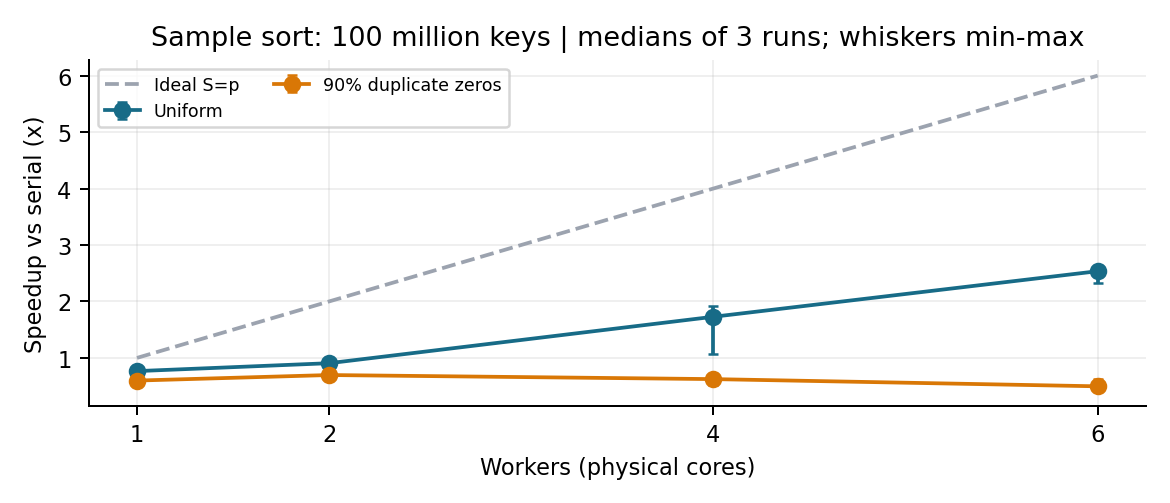 Sample sort: 100 million keys | medians of 3 runs; whiskers min-max
Ideal S=p
Uniform
90% duplicate zeros
Speedup vs serial (x)
6
5
4
3
2
1
1
2
4
6
Workers (physical cores)